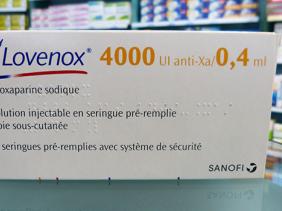 Lovenox® 4000 UI anti-Xa/0,4 ml
oxaparine sodique
olution injectable en seringue pré-remplie
oie sous-cutanée
seringues pré-remplies avec système de sécurité
SANOFI